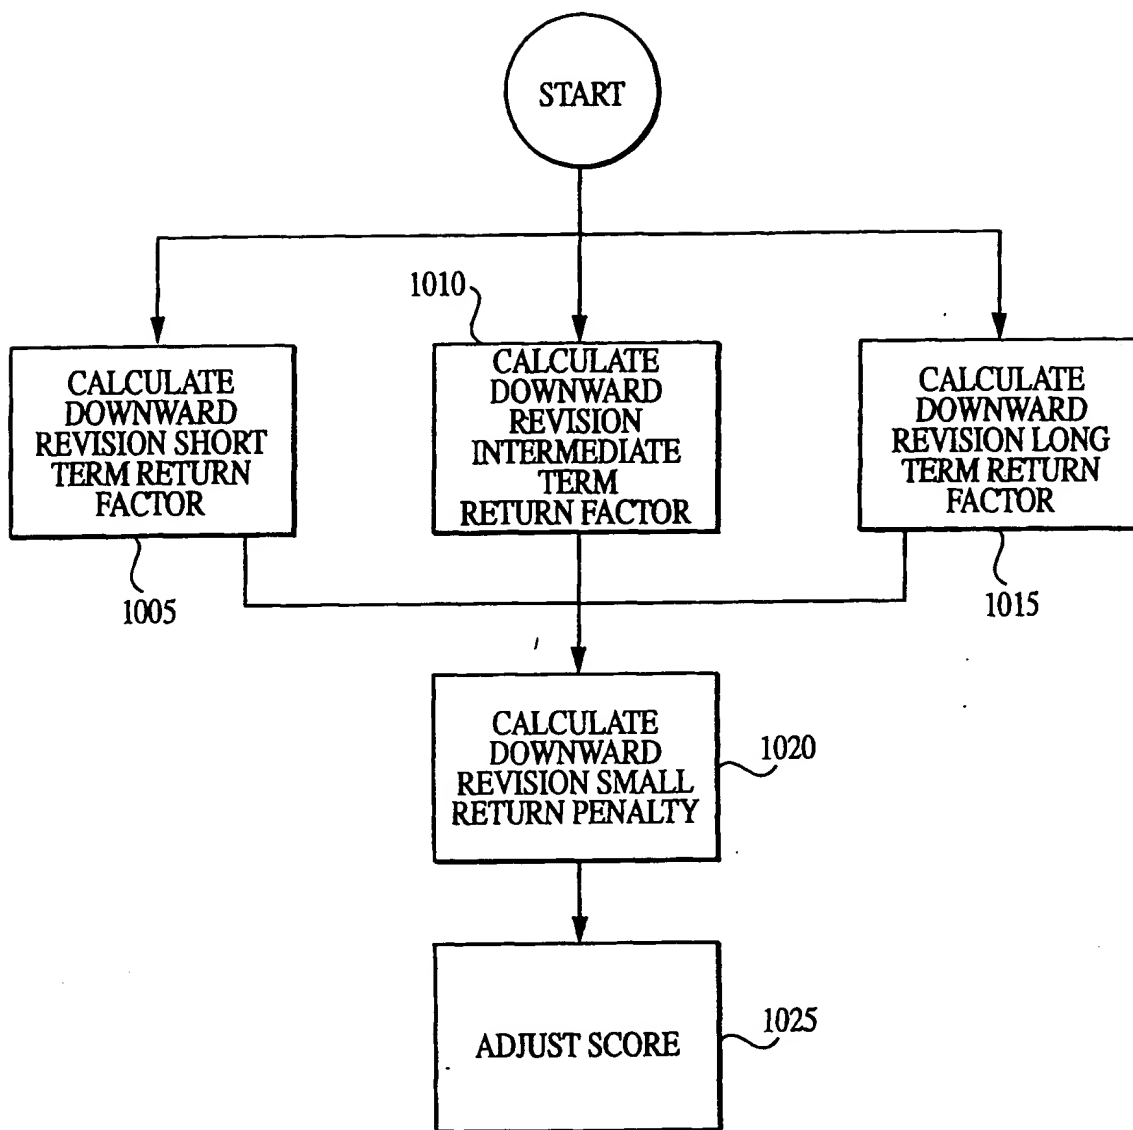 START
1010
CALCULATE
DOWNWARD
REVISION SHORT
TERM RETURN
FACTOR
1005
CALCULATE
DOWNWARD
REVISION
INTERMEDIATE
TERM
RETURN FACTOR
CALCULATE
DOWNWARD
REVISION LONG
TERM RETURN
FACTOR
1015
CALCULATE
DOWNWARD
REVISION SMALL
RETURN PENALTY
1020
ADJUST SCORE
1025